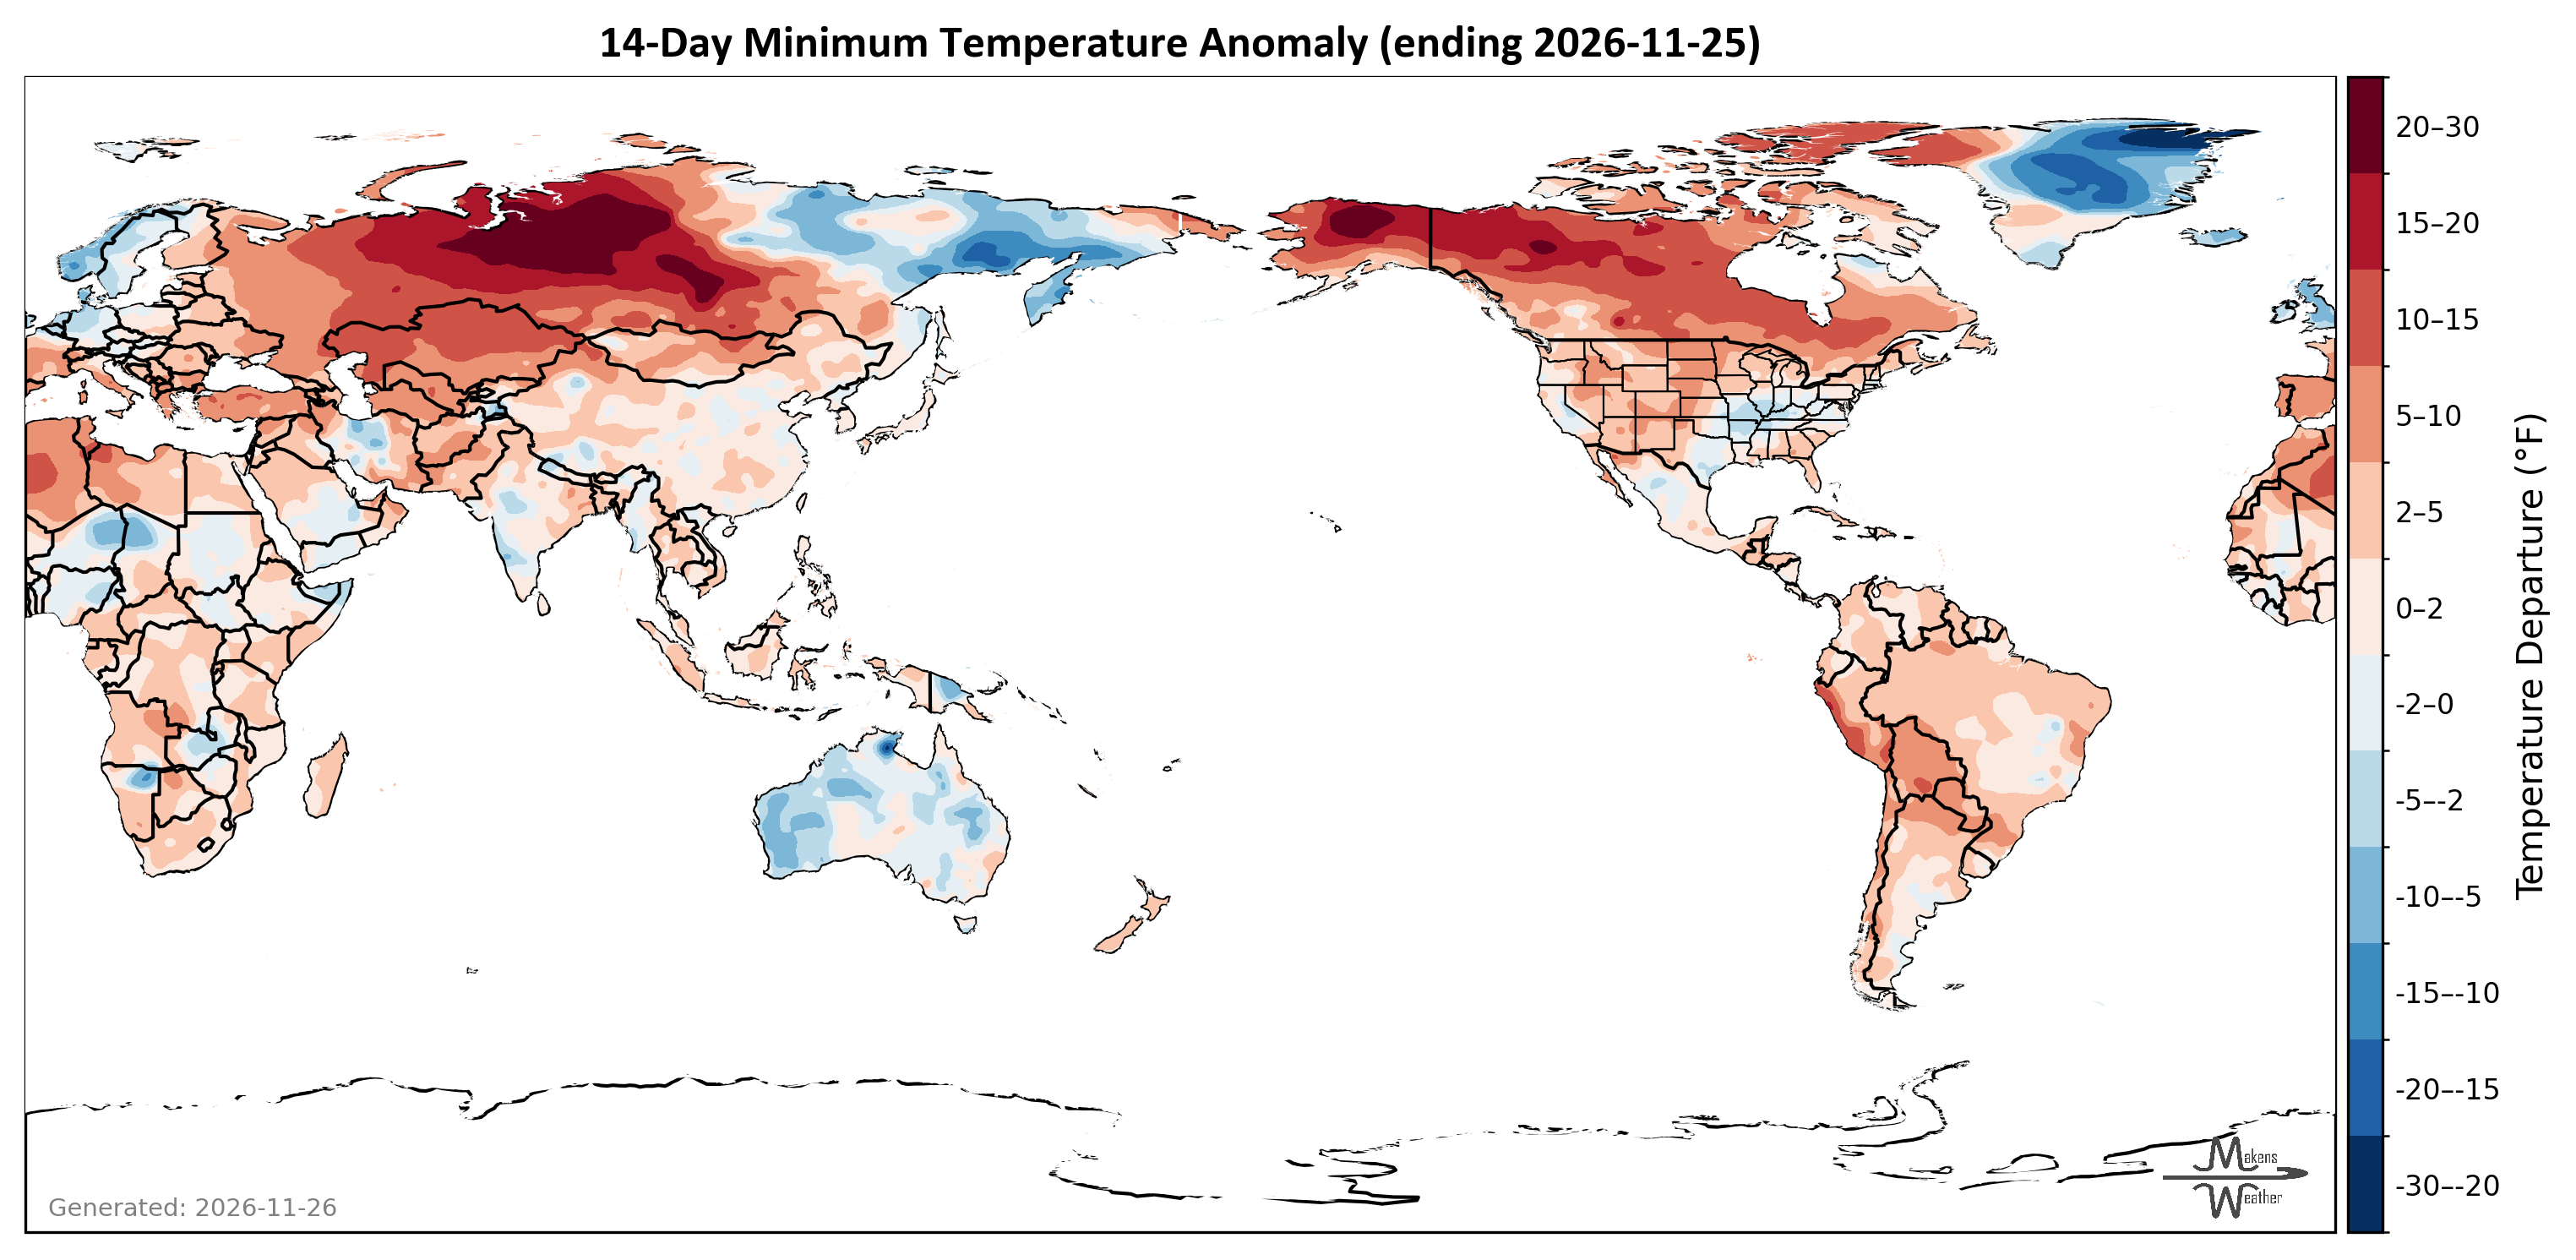 14-Day Minimum Temperature Anomaly (ending 2026-11-25)
20–30
15–20
10–15
5–10
2–5
0–2
-2–0
-5–-2
-10–-5
-15–-10
-20–-15
-30–-20
Temperature Departure (°F)
Generated: 2026-11-26
Makens
Weather